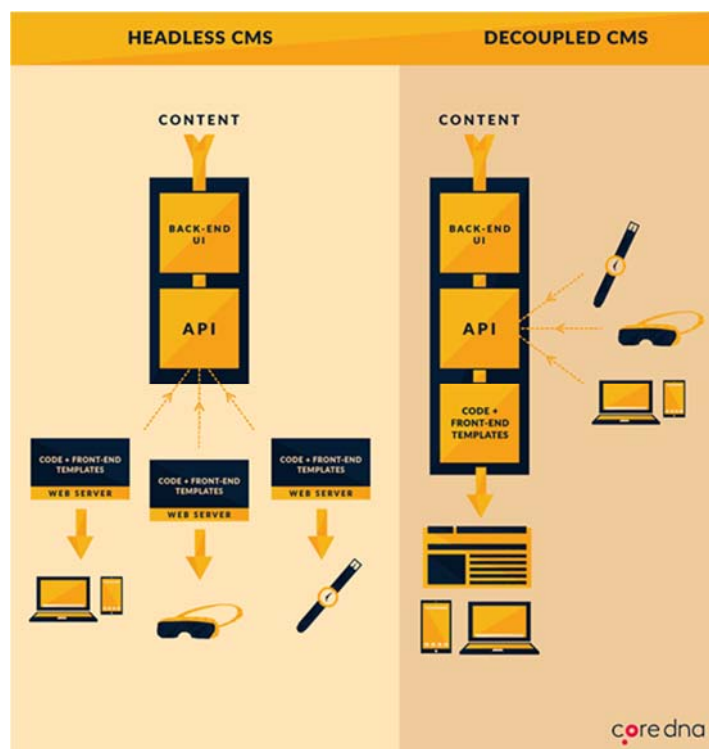 HEADLESS CMS
CONTENT
BACK-END
UI
API
CODE + FRONT-END
TEMPLATES
WEB SERVER
CODE + FRONT-END
TEMPLATES
WEB SERVER
CODE + FRONT-END
TEMPLATES
WEB SERVER
DECOUPLED CMS
CONTENT
BACK-END
UI
API
CODE +
FRONT-END
TEMPLATES
core dna